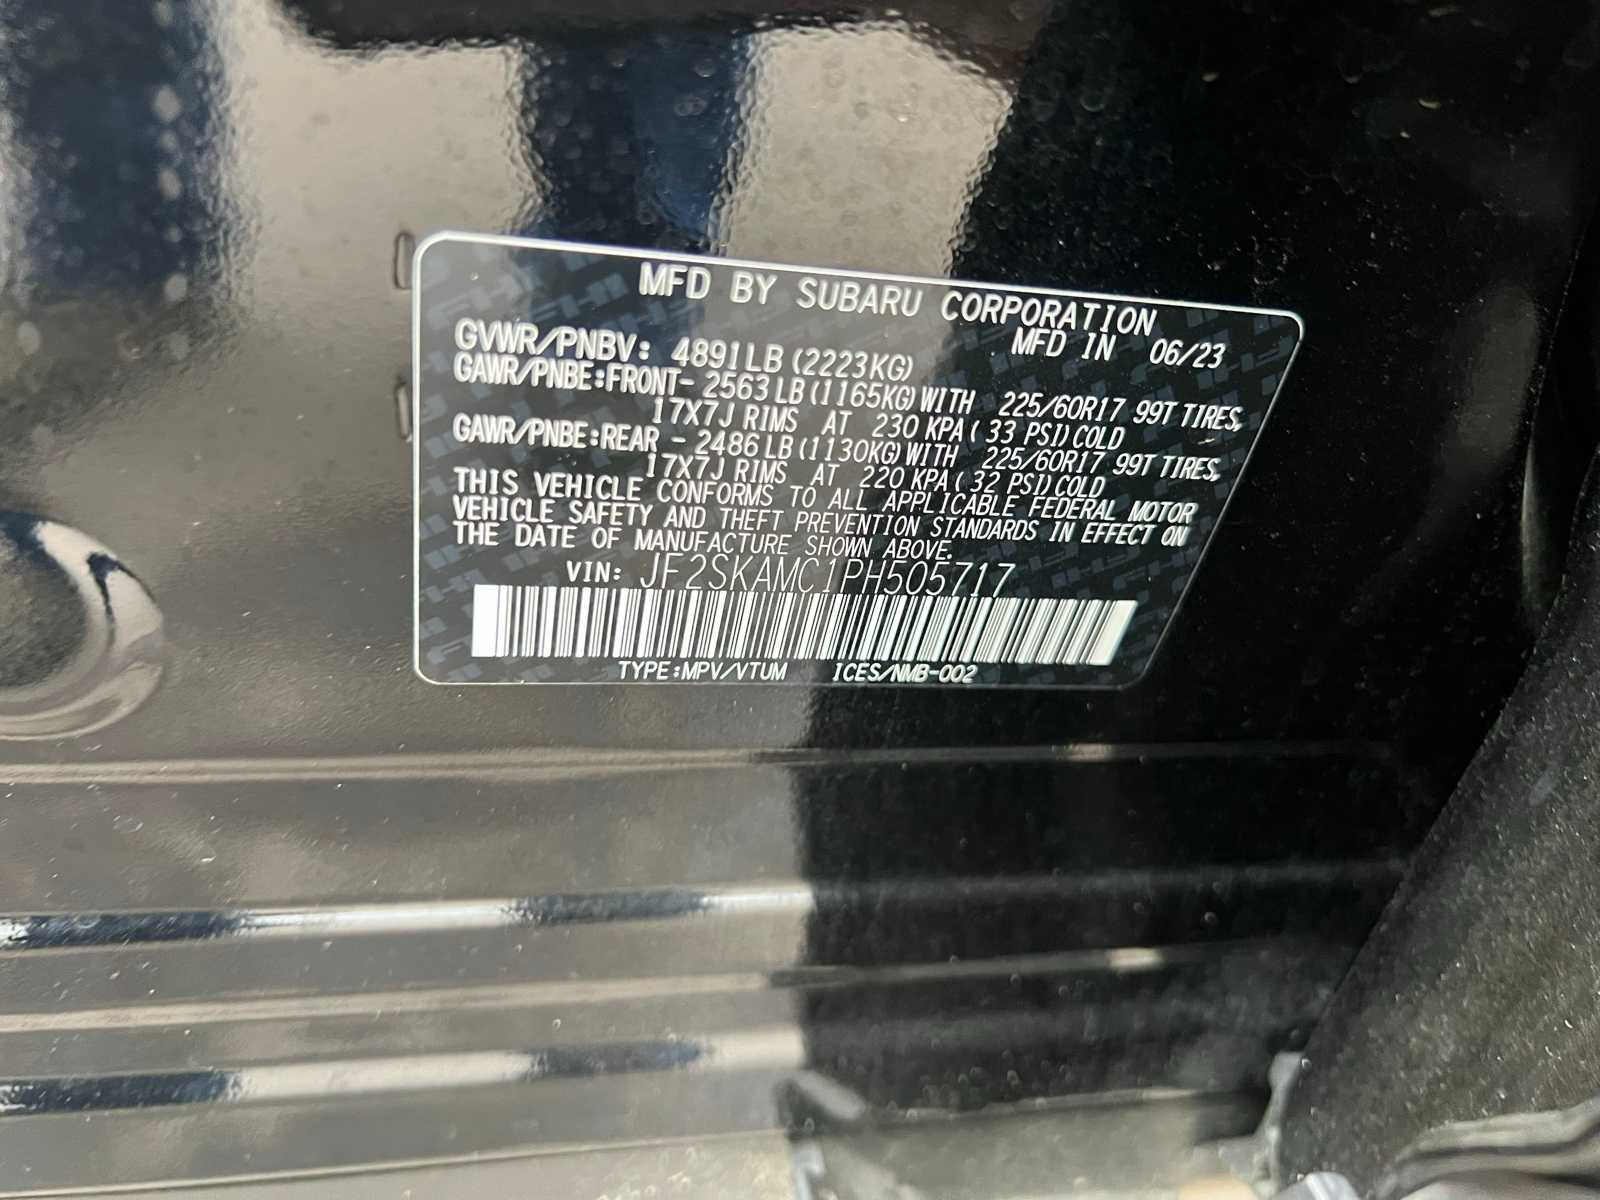 MFD BY SUBARU CORPORATION
MFD IN 06/23
GVWR/PNBV: 4891LB (2223KG)
GAWR/PNBE:FRONT- 2563LB(1165KG)WITH 225/60R17 99T TIRES,
17X7J RIMS AT 230 KPA( 33 PSI)COLD
GAWR/PNBE:REAR - 2486LB(1130KG)WITH 225/60R17 99T TIRES,
17X7J RIMS AT 220 KPA( 32 PSI)COLD
THIS VEHICLE CONFORMS TO ALL APPLICABLE FEDERAL MOTOR
VEHICLE SAFETY AND THEFT PREVENTION STANDARDS IN EFFECT ON
THE DATE OF MANUFACTURE SHOWN ABOVE.
VIN: JF2SKAMC1PH505717
TYPE:MPV/VTUM ICES/NMB-002